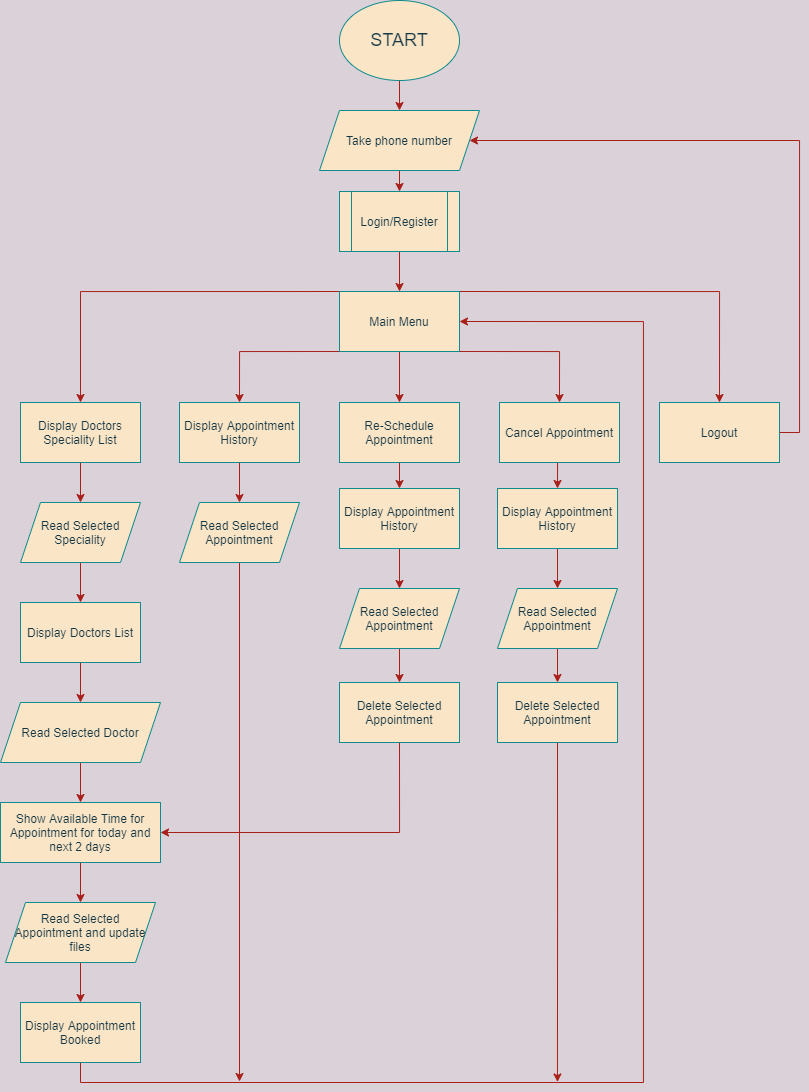 START
Take phone number
Login/Register
Main Menu
Display Doctors
Speciality List
Display Appointment
History
Re-Schedule
Appointment
Cancel Appointment
Logout
Read Selected
Speciality
Read Selected
Appointment
Display Appointment
History
Display Appointment
History
Display Doctors List
Read Selected
Appointment
Read Selected
Appointment
Read Selected Doctor
Delete Selected
Appointment
Delete Selected
Appointment
Show Available Time for
Appointment for today and
next 2 days
Read Selected
Appointment and update
files
Display Appointment
Booked